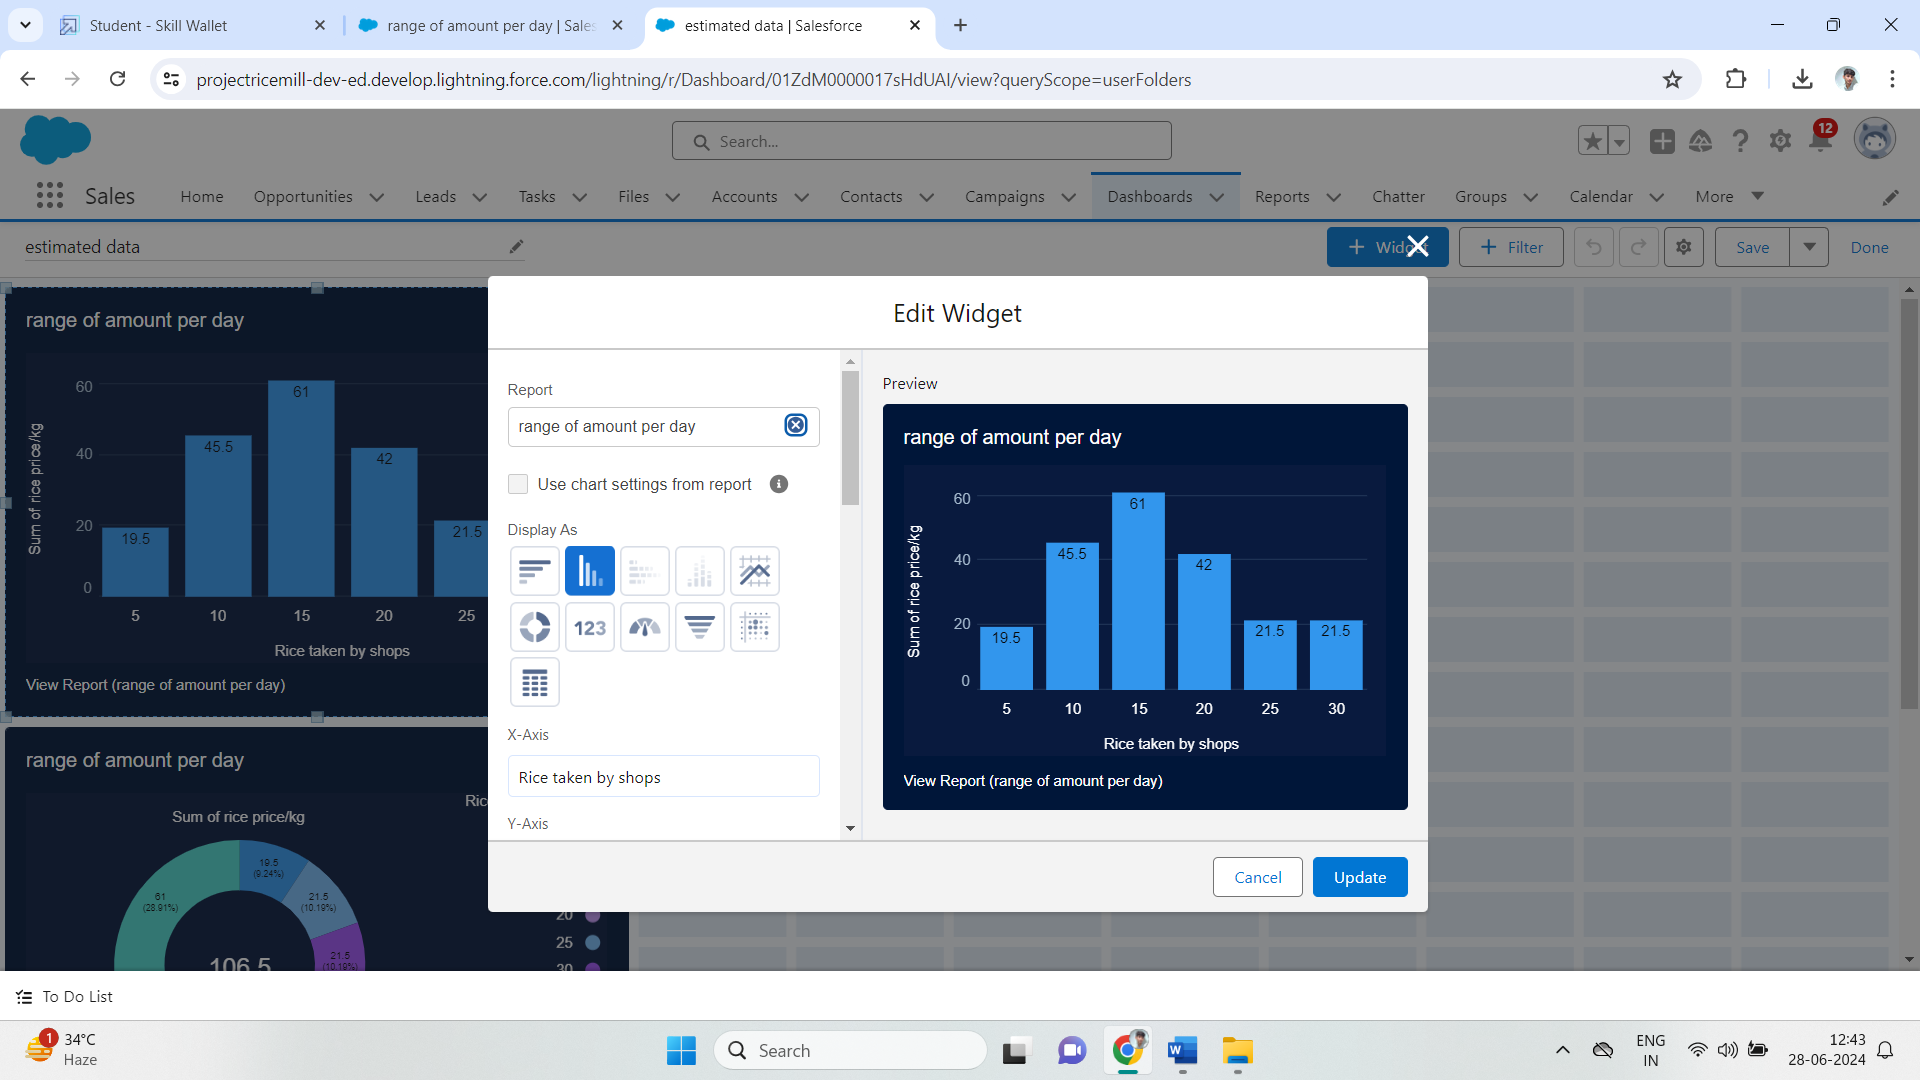 Student - Skill Wallet
range of amount per day | Sales
estimated data | Salesforce
projectricemill-dev-ed.develop.lightning.force.com/lightning/r/Dashboard/01ZdM0000017sHdUAI/view?queryScope=userFolders
Search...
12
Sales
Home
Opportunities
Leads
Tasks
Files
Accounts
Contacts
Campaigns
Dashboards
Reports
Chatter
Groups
Calendar
More
estimated data
+ Widget
+ Filter
Save
Done
range of amount per day
Sum of rice price/kg
60
40
20
0
19.5
45.5
61
42
21.5
5
10
15
20
25
Rice taken by shops
View Report (range of amount per day)
range of amount per day
Sum of rice price/kg
Ric
61
(28.91%)
19.5
(9.24%)
21.5
(10.19%)
21.5
(10.19%)
106.5
20
25
30
Edit Widget
Report
range of amount per day
Use chart settings from report
Display As
123
X-Axis
Rice taken by shops
Y-Axis
Preview
range of amount per day
Sum of rice price/kg
60
40
20
0
19.5
45.5
61
42
21.5
21.5
5
10
15
20
25
30
Rice taken by shops
View Report (range of amount per day)
Cancel
Update
To Do List
1
34°C
Haze
Search
ENG
IN
12:43
28-06-2024